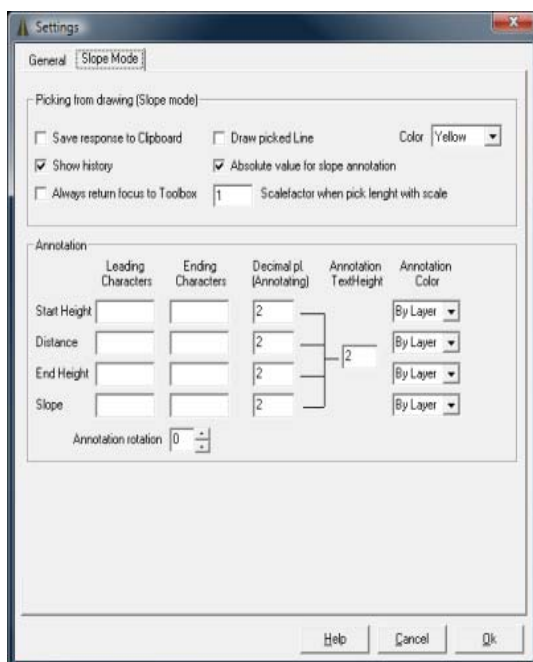 Settings
General Slope Mode
Picking from drawing (Slope mode)
Save response to Clipboard Draw picked Line Color Yellow
Show history Absolute value for slope annotation
Always return focus to Toolbox 1 Scalefactor when pick lenght with scale
Annotation
Leading Characters Ending Characters Decimal pl. (Annotating) Annotation TextHeight Annotation Color
Start Height 2 By Layer
Distance 2 By Layer
2
End Height 2 By Layer
Slope 2 By Layer
Annotation rotation 0
Help Cancel Ok